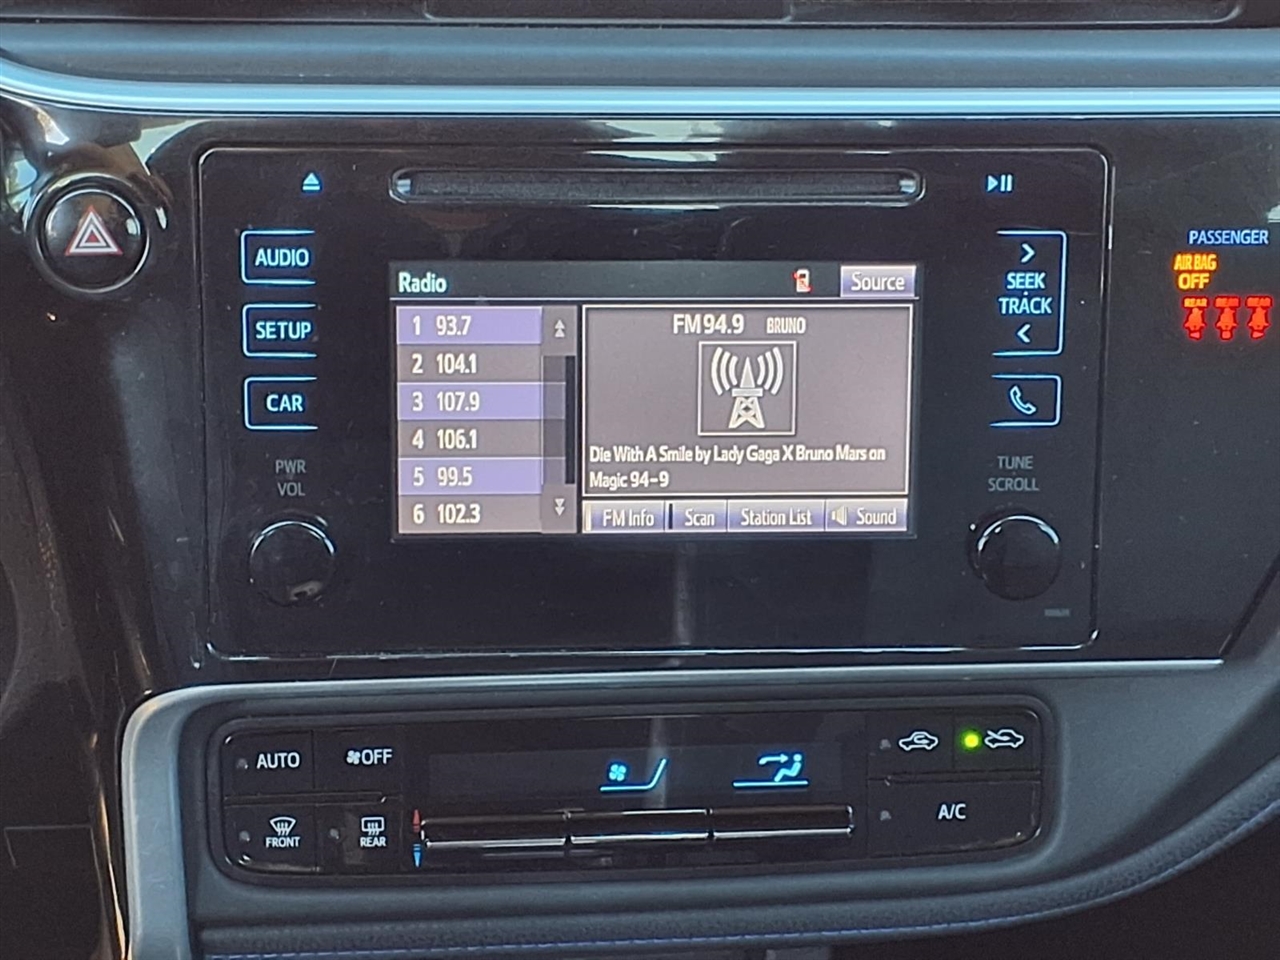 AUDIO
SETUP
CAR
PWR
VOL
Radio
Source
1 93.7
2 104.1
3 107.9
4 106.1
5 99.5
6 102.3
FM94.9 BRUNO
Die With A Smile by Lady Gaga X Bruno Mars on
Magic 94-9
FM Info
Scan
Station List
Sound
>
SEEK
TRACK
<
TUNE
SCROLL
PASSENGER
AIR BAG
OFF
REAR REAR REAR
AUTO
OFF
FRONT
REAR
A/C